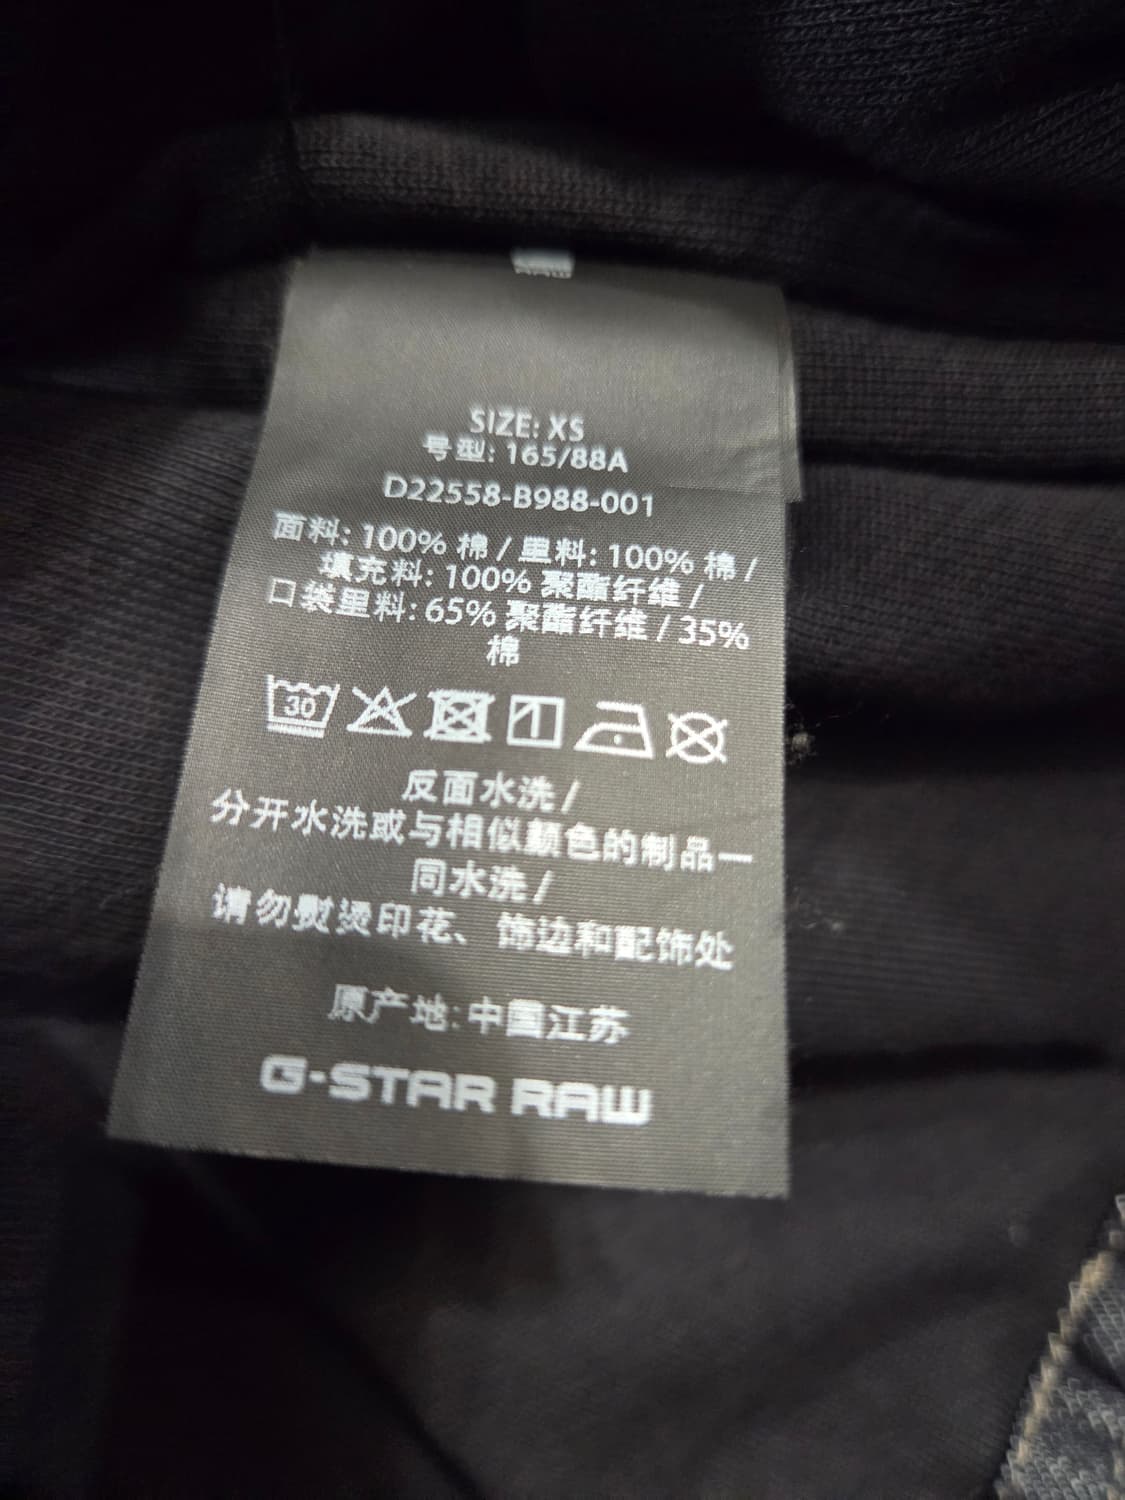 RAW
SIZE: XS
号型: 165/88A
D22558-B988-001
面料: 100% 棉 / 里料: 100% 棉 /
填充料: 100% 聚酯纤维 /
口袋里料: 65% 聚酯纤维 / 35%
棉
30
反面水洗 /
分开水洗或与相似颜色的制品一
同水洗 /
请勿熨烫印花、饰边和配饰处
原产地: 中国江苏
G-STAR RAW